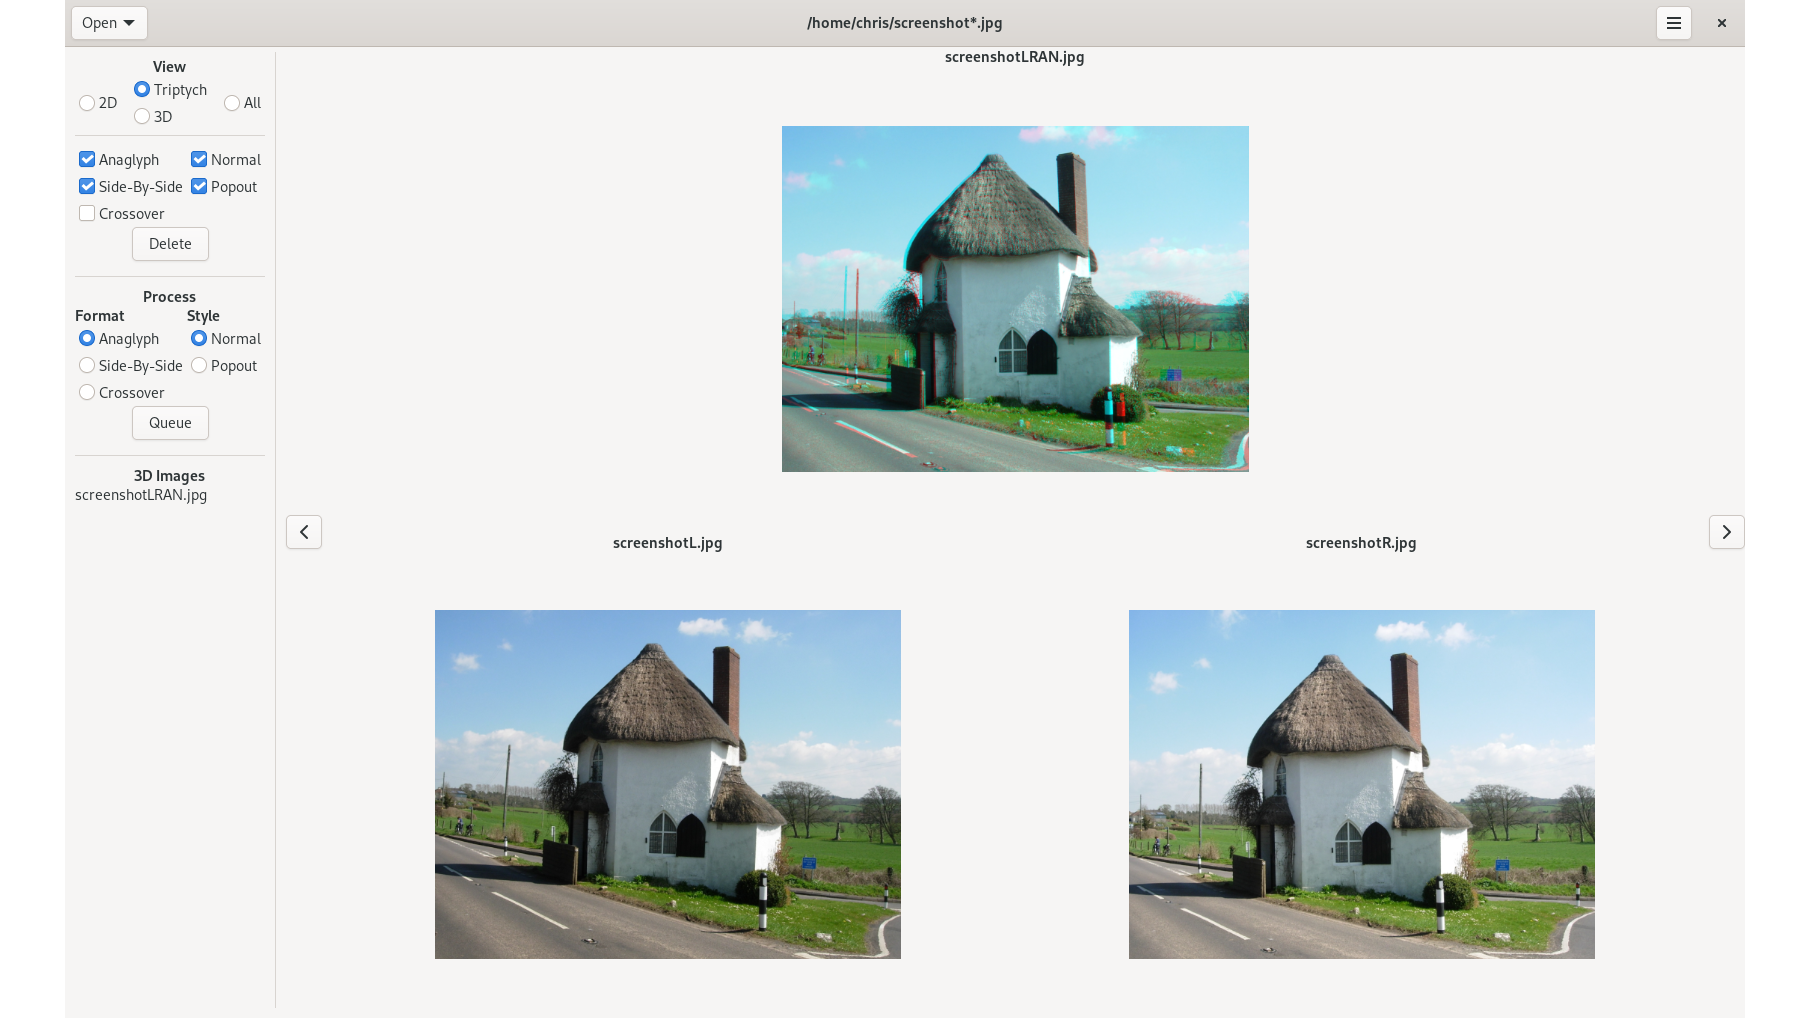 Open
/home/chris/screenshot*.jpg
View
2D
Triptych
3D
All
Anaglyph
Normal
Side-By-Side
Popout
Crossover
Delete
Process
Format
Style
Anaglyph
Normal
Side-By-Side
Popout
Crossover
Queue
3D Images
screenshotLRAN.jpg
screenshotLRAN.jpg
screenshotL.jpg
screenshotR.jpg